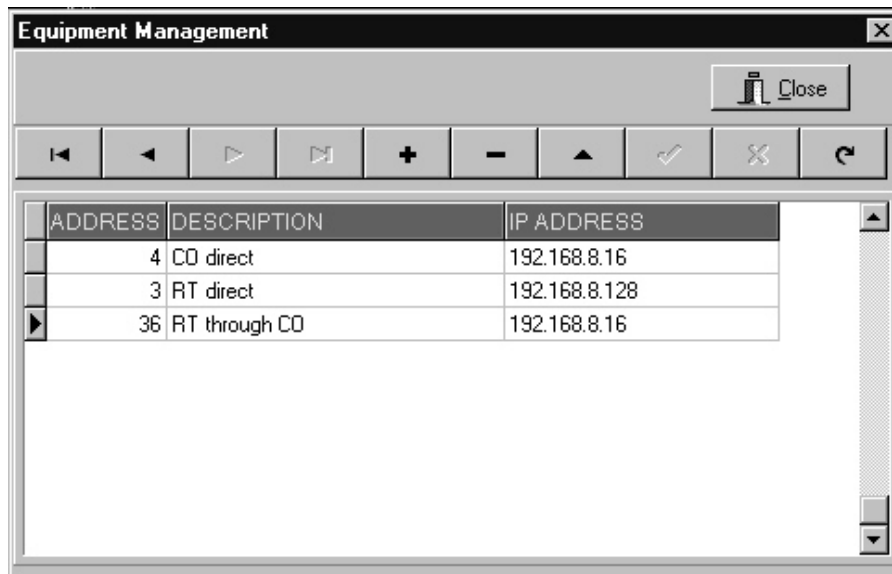 Equipment Management
Close
ADDRESS DESCRIPTION IP ADDRESS
4 CO direct 192.168.8.16
3 RT direct 192.168.8.128
36 RT through CO 192.168.8.16